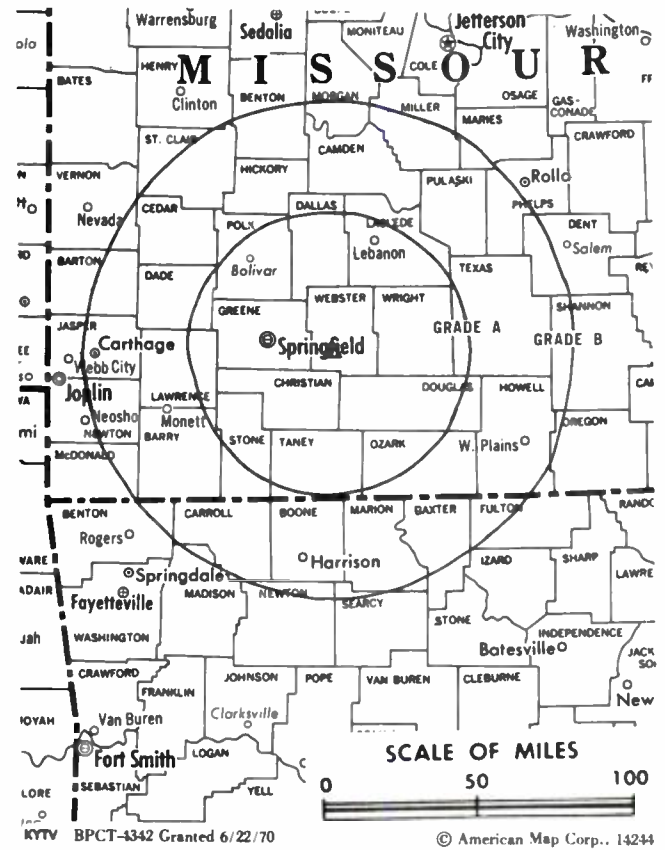 Warrensburg
Sedalia
MONITEAU
Jefferson
City
Washington
COLE
HENRY
MISSOUR
BATES
Clinton
BENTON
MORGAN
MILLER
OSAGE
GAS-
CONADE
MARIES
CRAWFORD
ST. CLAIR
CAMDEN
HICKORY
VERNON
PULASKI
Rolla
PHELPS
Nevada
CEDAR
DALLAS
POLK
LACLEDE
DENT
Lebanon
Salem
BARTON
Bolivar
DADE
TEXAS
WEBSTER
WRIGHT
GREENE
SHANNON
JASPER
GRADE A
GRADE B
Carthage
Springfield
Webb City
Joplin
CHRISTIAN
DOUGLAS
HOWELL
LAWRENCE
Neosho
Monett
NEWTON
BARRY
STONE
TANEY
OZARK
W. Plains
OREGON
McDONALD
BENTON
CARROLL
BOONE
MARION
BAXTER
FULTON
RANDO
Rogers
Harrison
IZARD
SHARP
Springdale
LAWRE
Fayetteville
MADISON
NEWTON
SEARCY
STONE
WASHINGTON
INDEPENDENCE
Batesville
CRAWFORD
JOHNSON
POPE
VAN BUREN
CLEBURNE
FRANKLIN
New
Van Buren
Clarksville
Fort Smith
LOGAN
SEBASTIAN
YELL
SCALE OF MILES
0 50 100
KYTV BPCT-4342 Granted 6/22/70
© American Map Corp., 14244